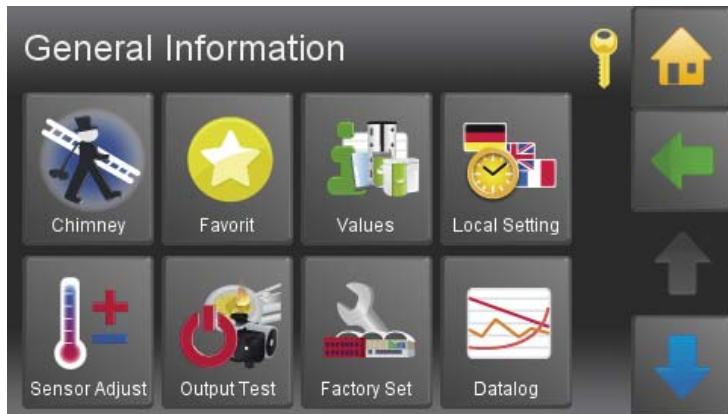 General Information
Chimney
Favorit
Values
Local Setting
Sensor Adjust
Output Test
Factory Set
Datalog